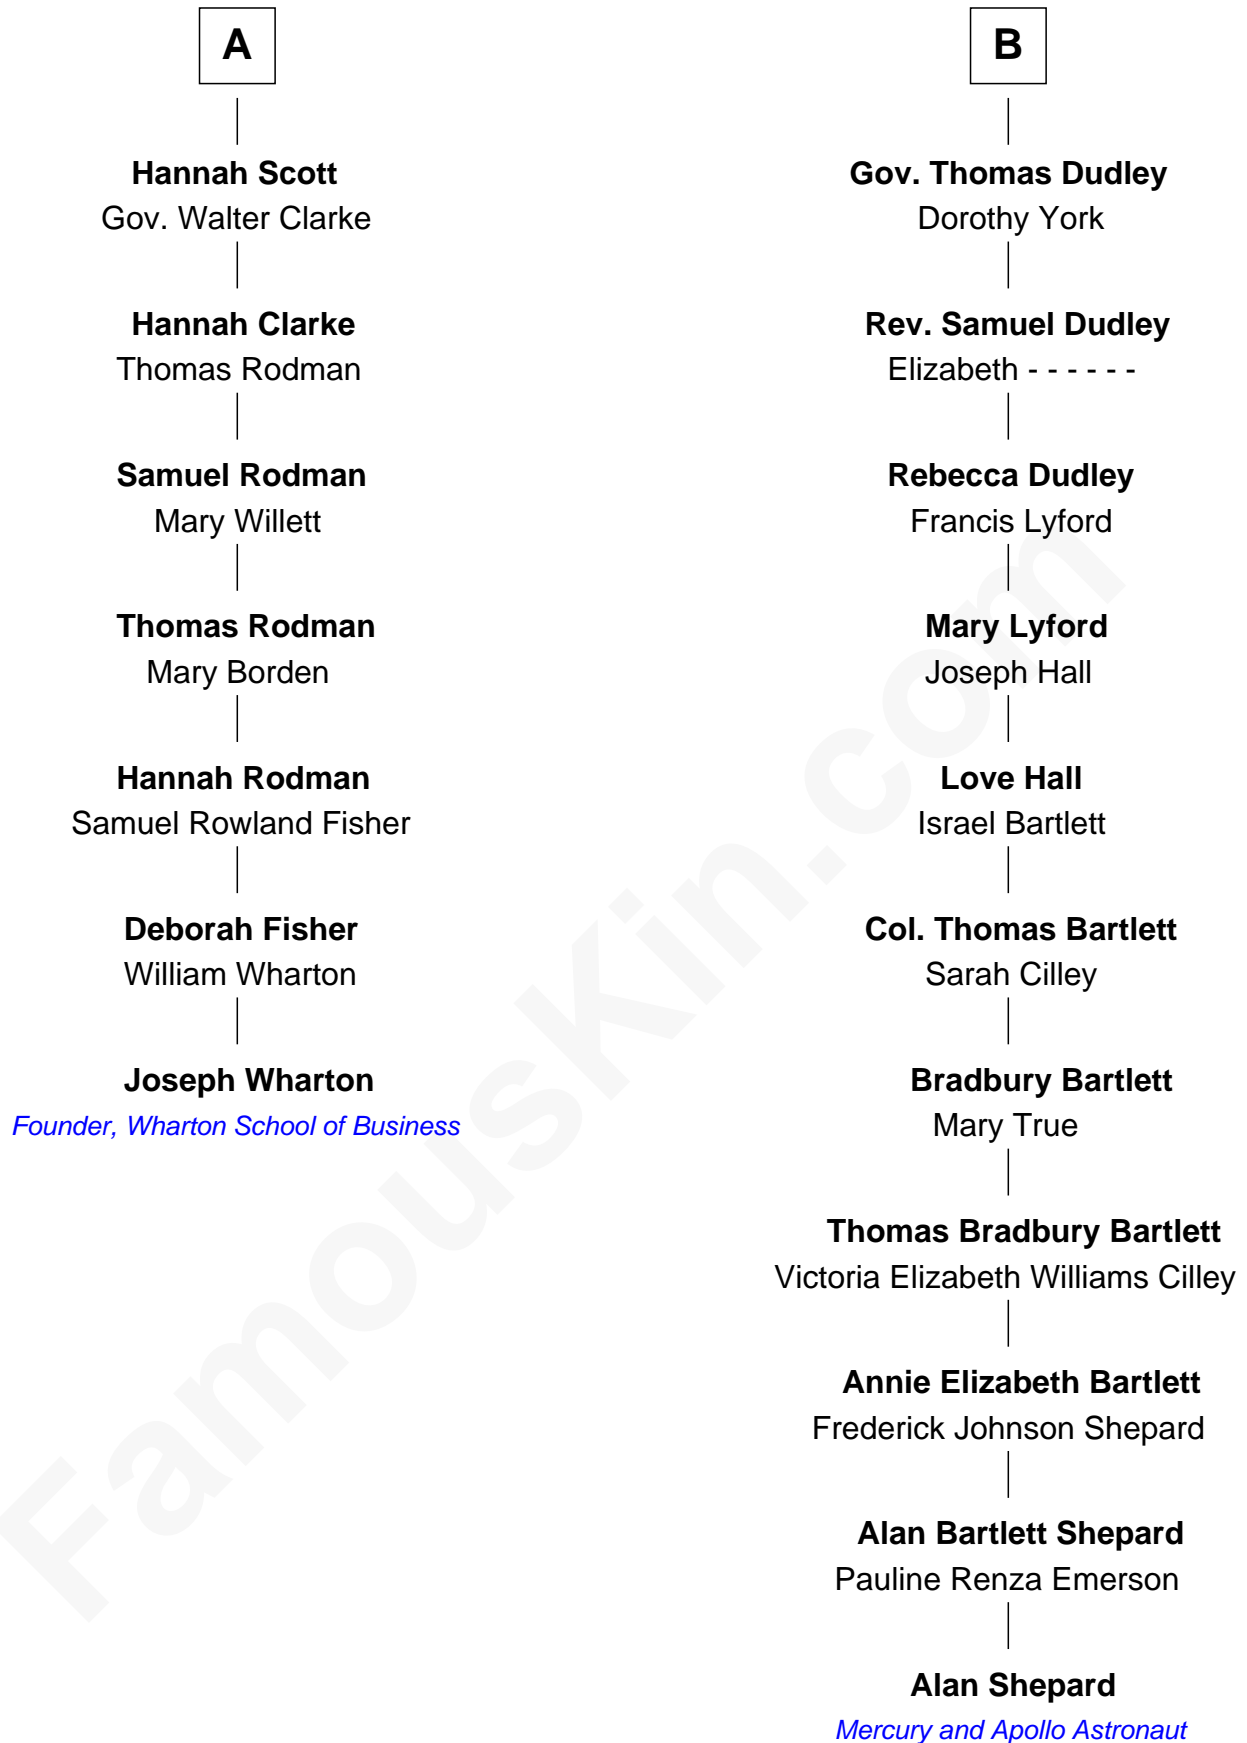 A
Hannah Scott
Gov. Walter Clarke
Hannah Clarke
Thomas Rodman
Samuel Rodman
Mary Willett
Thomas Rodman
Mary Borden
Hannah Rodman
Samuel Rowland Fisher
Deborah Fisher
William Wharton
Joseph Wharton
Founder, Wharton School of Business
B
Gov. Thomas Dudley
Dorothy York
Rev. Samuel Dudley
Elizabeth - - - - - -
Rebecca Dudley
Francis Lyford
Mary Lyford
Joseph Hall
Love Hall
Israel Bartlett
Col. Thomas Bartlett
Sarah Cilley
Bradbury Bartlett
Mary True
Thomas Bradbury Bartlett
Victoria Elizabeth Williams Cilley
Annie Elizabeth Bartlett
Frederick Johnson Shepard
Alan Bartlett Shepard
Pauline Renza Emerson
Alan Shepard
Mercury and Apollo Astronaut
FamousKin.com